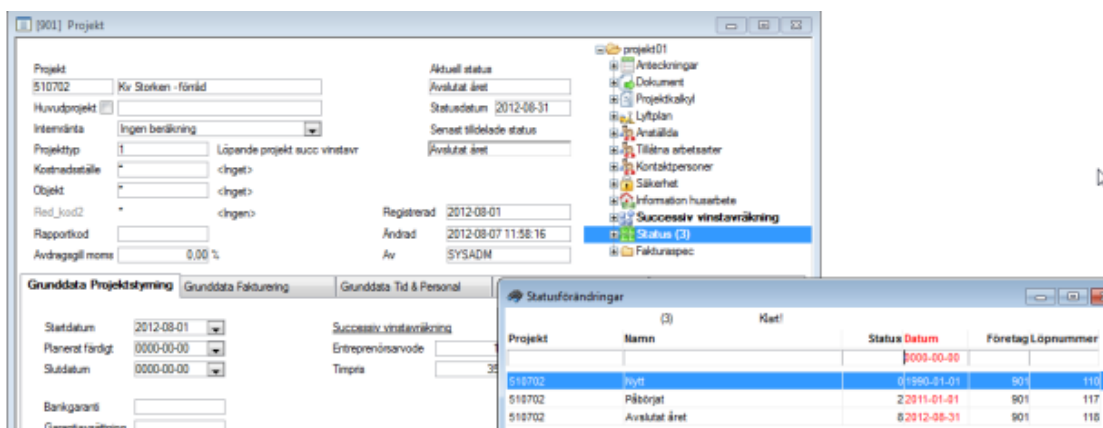 [901] Projekt
Projekt
510702 Kv Storken -förråd
Huvudprojekt
Internränta Ingen beräkning
Projekttyp 1 Löpande projekt succ vinstavr
Kostnadsställe * <Inget>
Objekt * <Inget>
Red_kod2 * <Ingen>
Rapportkod
Avdragsgill moms 0,00 %
Aktuell status
Avslutat året
Statusdatum 2012-08-31
Senast tilldelade status
Avslutat året
Registrerad 2012-08-01
Ändrad 2012-08-07 11:58:16
Av SYSADM
projekt01
Anteckningar
Dokument
Projektkalkyl
Lyftplan
Anställda
Tillåtna arbetsarter
Kontaktpersoner
Säkerhet
Information husarbete
Successiv vinstavräkning
Status (3)
Fakturaspec
Grunddata Projektstyrning Grunddata Fakturering Grunddata Tid & Personal
Startdatum 2012-08-01
Planerat färdigt 0000-00-00
Slutdatum 0000-00-00
Bankgaranti
Successiv vinstavräkning
Entreprenörsarvode 1
Timpris 35
Statusförändringar
(3) Klart!
Projekt Namn Status Datum Företag Löpnummer
0000-00-00
510702 Nytt 0 1990-01-01 901 110
510702 Påbörjat 2 2011-01-01 901 117
510702 Avslutat året 8 2012-08-31 901 118